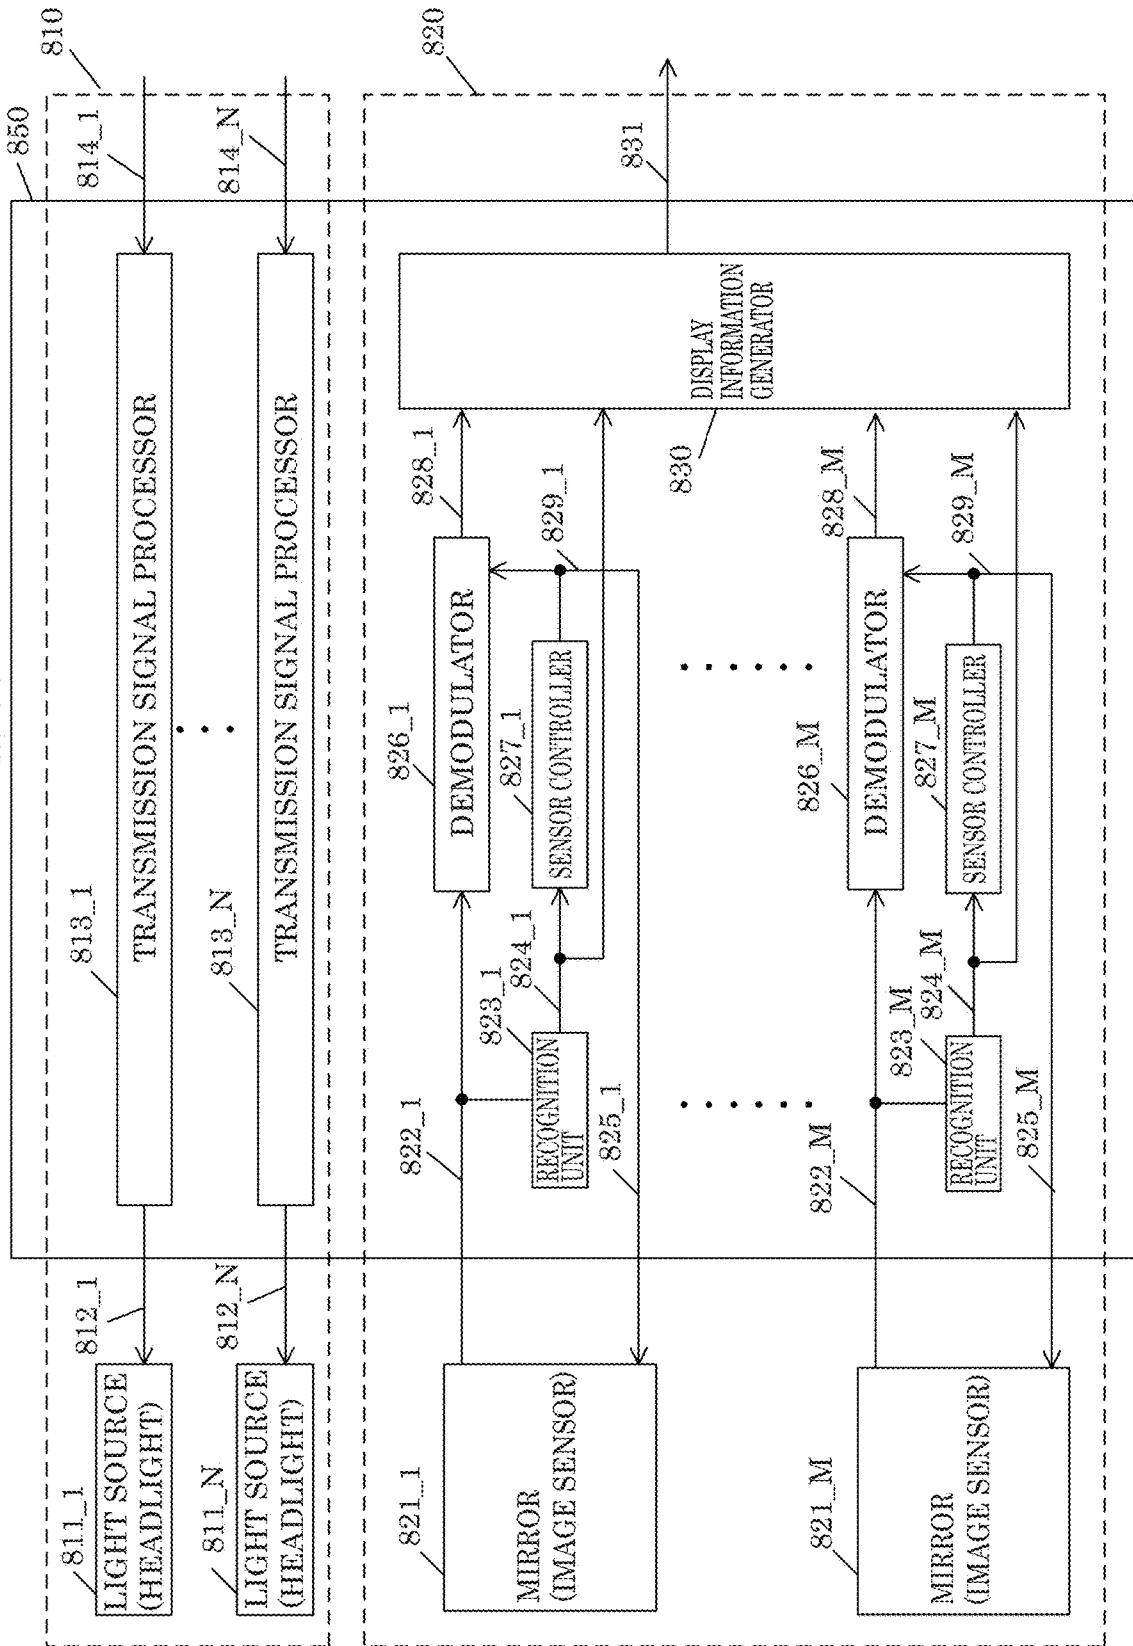 850
810
811_1
LIGHT SOURCE
(HEADLIGHT)
812_1
813_1
TRANSMISSION SIGNAL PROCESSOR
814_1
811_N
LIGHT SOURCE
(HEADLIGHT)
812_N
813_N
TRANSMISSION SIGNAL PROCESSOR
814_N
820
821_1
MIRROR
(IMAGE SENSOR)
822_1
823_1
RECOGNITION
UNIT
824_1
825_1
826_1
DEMODULATOR
827_1
SENSOR CONTROLLER
828_1
829_1
830
DISPLAY
INFORMATION
GENERATOR
831
821_M
MIRROR
(IMAGE SENSOR)
822_M
823_M
RECOGNITION
UNIT
824_M
825_M
826_M
DEMODULATOR
827_M
SENSOR CONTROLLER
828_M
829_M